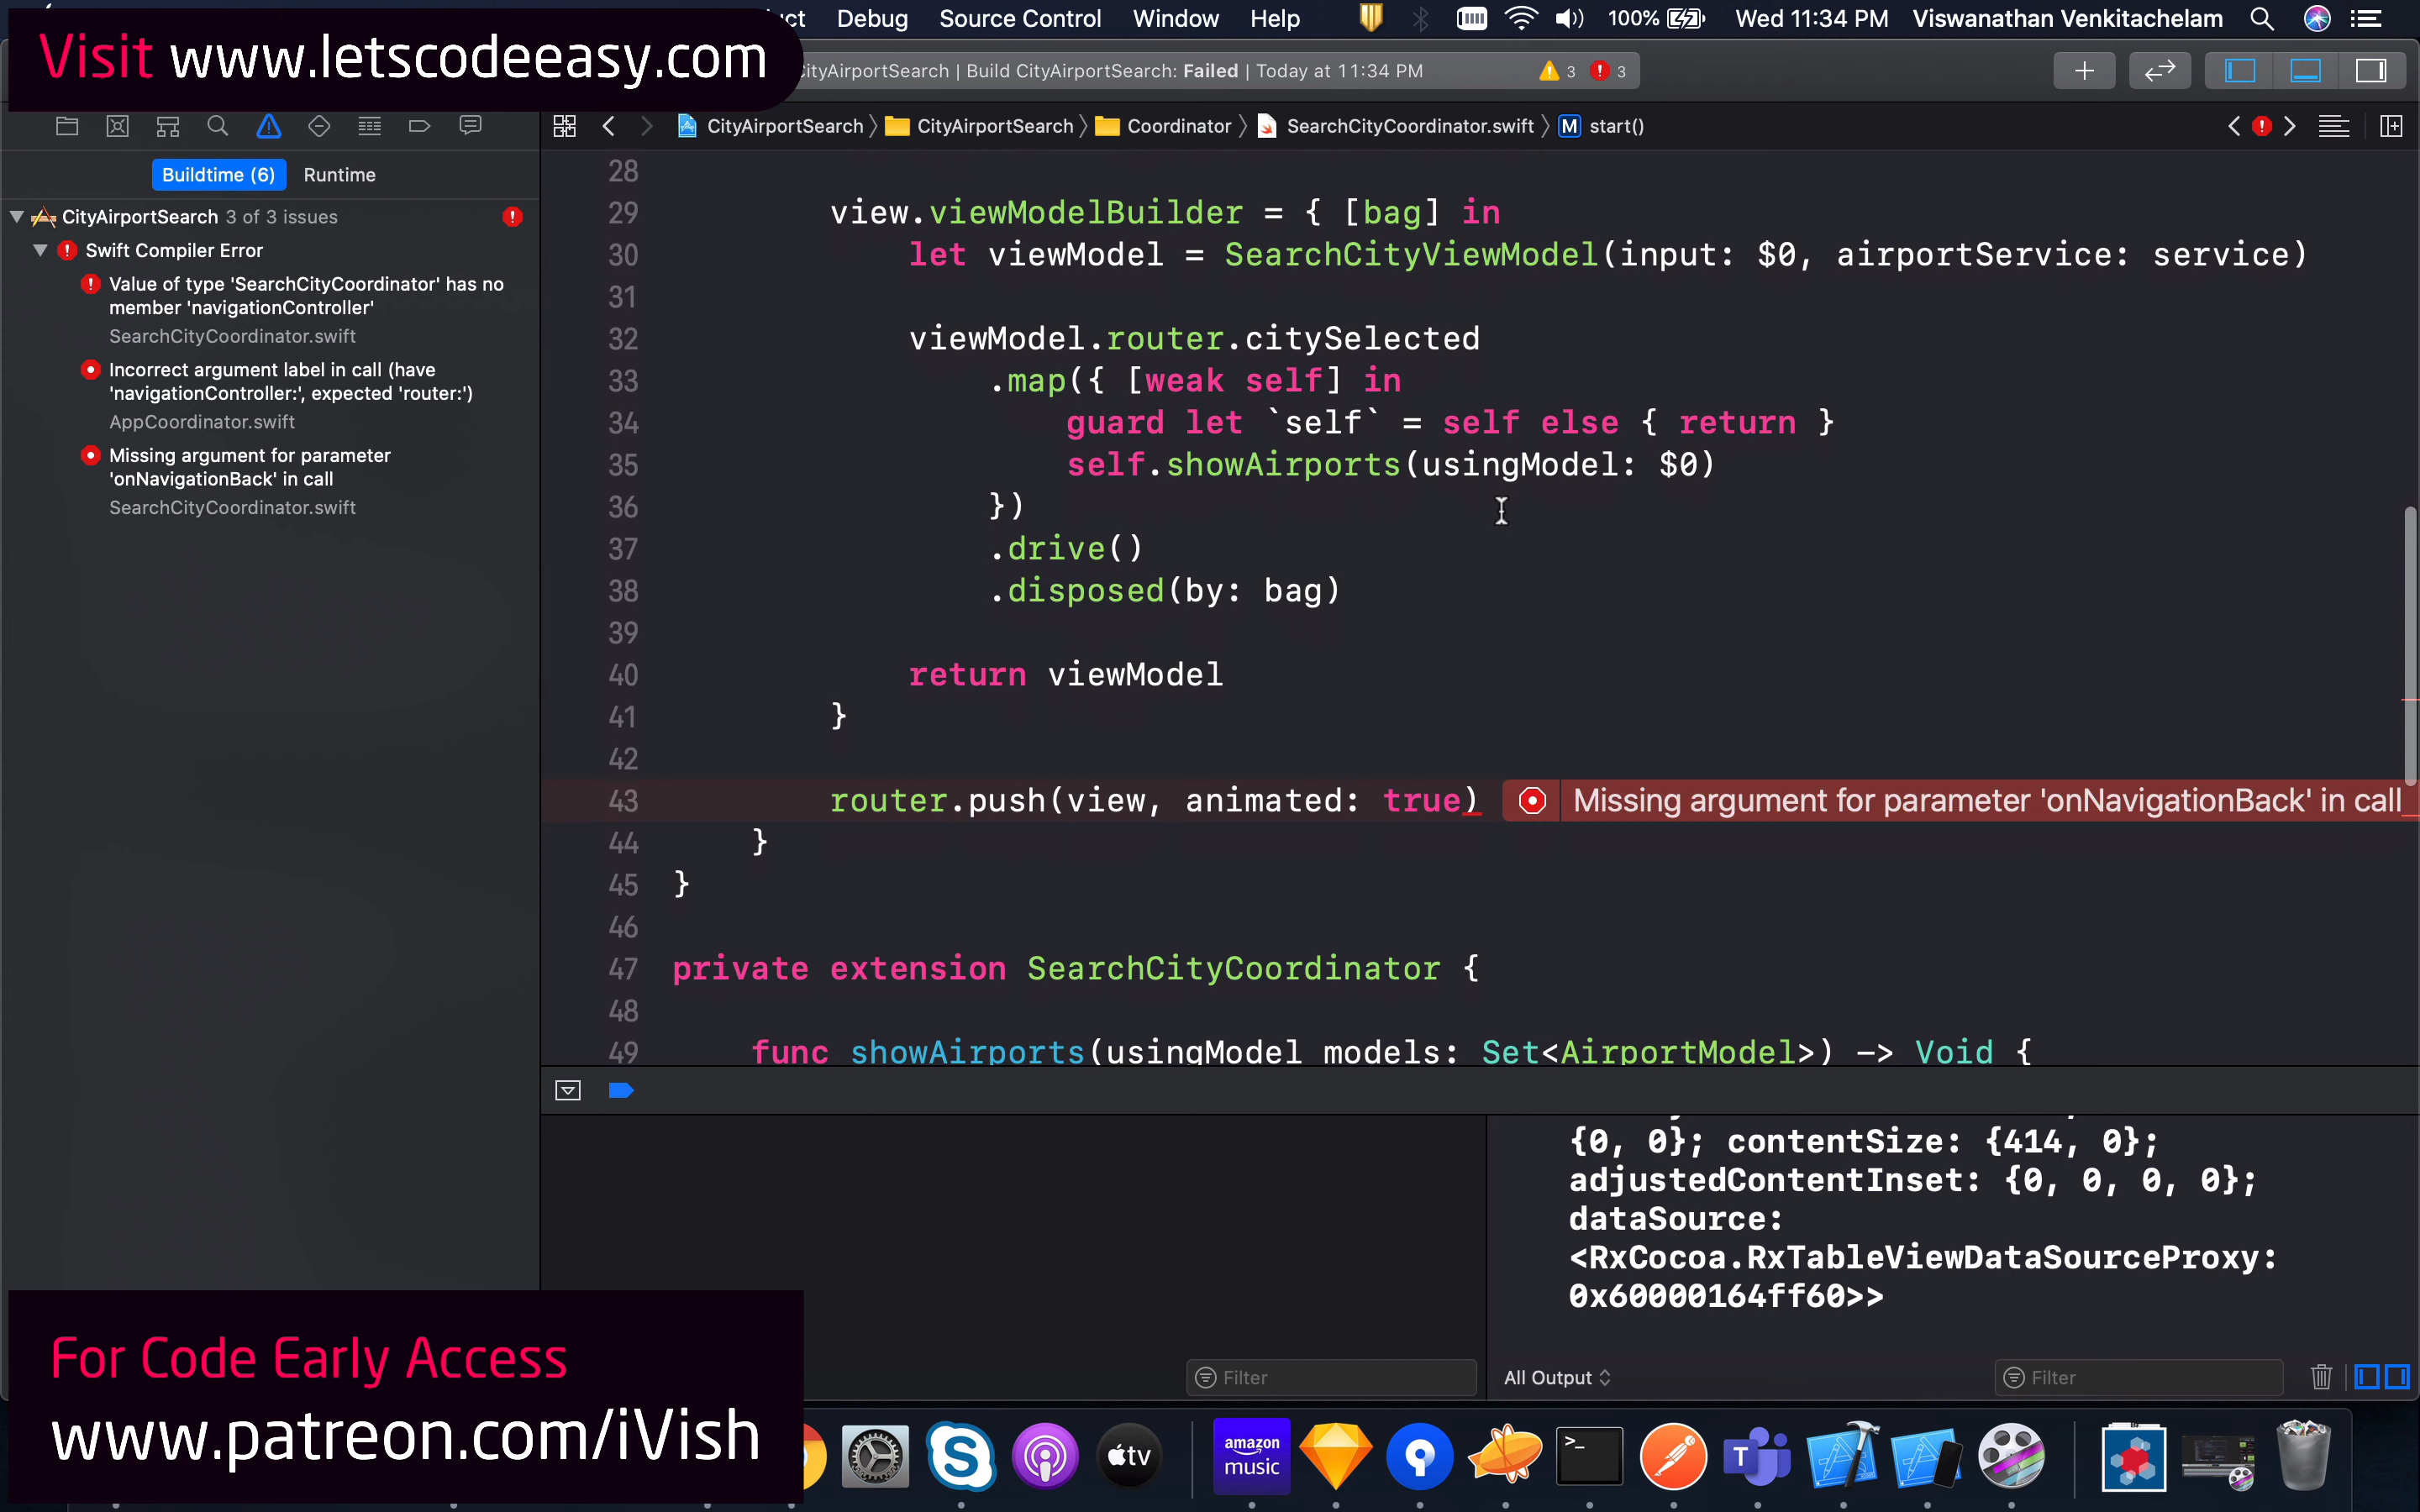 ct Debug Source Control Window Help 100% Wed 11:34 PM Viswanathan Venkitachelam
Visit www.letscodeeasy.com
ityAirportSearch | Build CityAirportSearch: Failed | Today at 11:34 PM 3 3
CityAirportSearch CityAirportSearch Coordinator SearchCityCoordinator.swift M start()
Buildtime (6) Runtime
CityAirportSearch 3 of 3 issues
Swift Compiler Error
Value of type 'SearchCityCoordinator' has no
member 'navigationController'
SearchCityCoordinator.swift
Incorrect argument label in call (have
'navigationController:', expected 'router:')
AppCoordinator.swift
Missing argument for parameter
'onNavigationBack' in call
SearchCityCoordinator.swift
28
29 view.viewModelBuilder = { [bag] in
30 let viewModel = SearchCityViewModel(input: $0, airportService: service)
31
32 viewModel.router.citySelected
33 .map({ [weak self] in
34 guard let `self` = self else { return }
35 self.showAirports(usingModel: $0)
36 })
37 .drive()
38 .disposed(by: bag)
39
40 return viewModel
41 }
42
43 router.push(view, animated: true) Missing argument for parameter 'onNavigationBack' in call
44 }
45 }
46
47 private extension SearchCityCoordinator {
48
49 func showAirports(usingModel models: Set<AirportModel>) -> Void {
{0, 0}; contentSize: {414, 0};
adjustedContentInset: {0, 0, 0, 0};
dataSource:
<RxCocoa.RxTableViewDataSourceProxy:
0x60000164ff60>>
Filter
All Output
Filter
For Code Early Access
www.patreon.com/iVish
tv
amazon
music
T